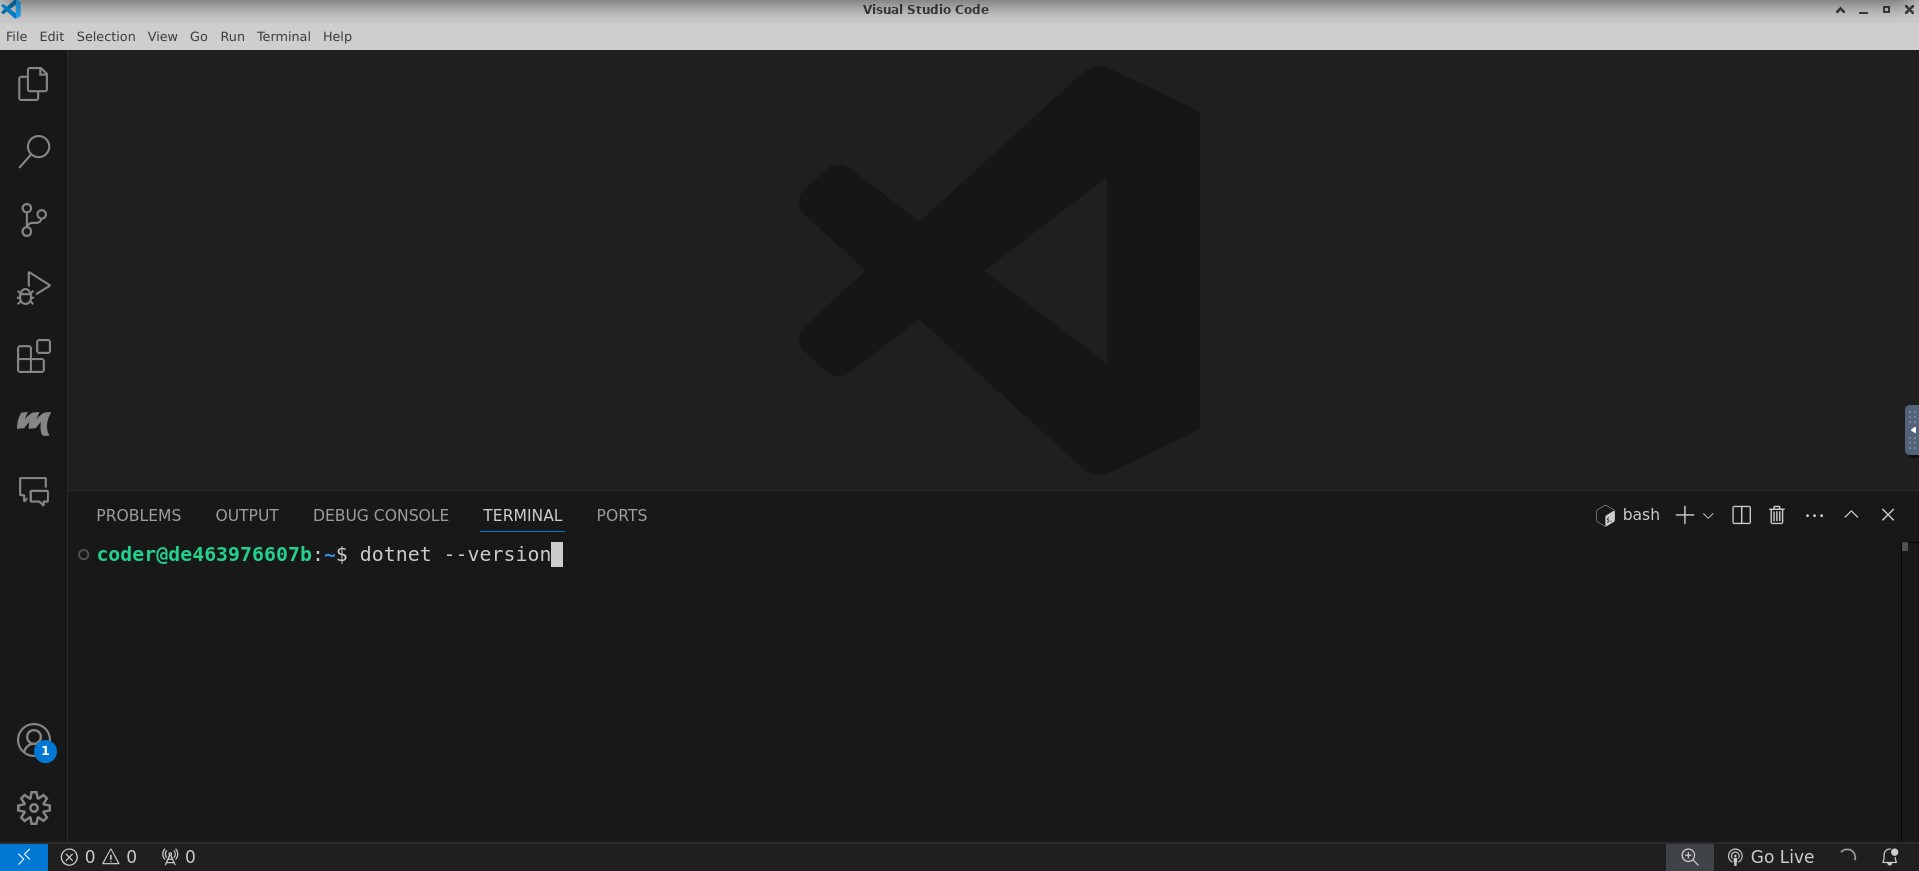 Visual Studio Code
File Edit Selection View Go Run Terminal Help
PROBLEMS OUTPUT DEBUG CONSOLE TERMINAL PORTS bash
coder@de463976607b:~$ dotnet --version
1
0 0 0 Go Live